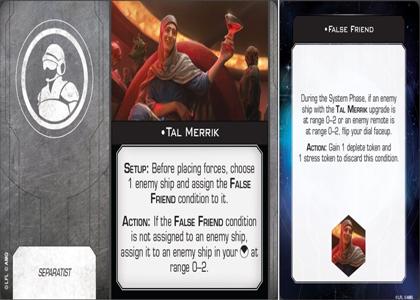 © LFL © AMG
SEPARATIST
•TAL MERRIK
SETUP: Before placing forces, choose
1 enemy ship and assign the FALSE
FRIEND condition to it.
ACTION: If the FALSE FRIEND condition
is not assigned to an enemy ship,
assign it to an enemy ship in your at
range 0–2.
•FALSE FRIEND
During the System Phase, if an enemy
ship with the TAL MERRIK upgrade is
at range 0–2 or an enemy remote is
at range 0–2, flip your dial faceup.
ACTION: Gain 1 deplete token and
1 stress token to discard this condition.
©LFL ©AMG